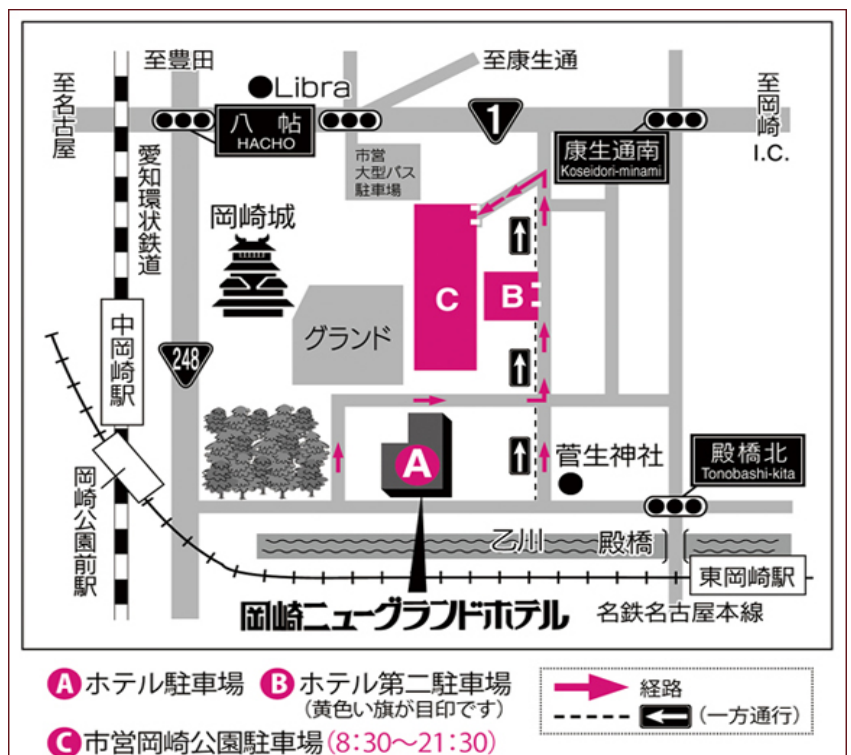 至豊田
Libra
至康生通
至名古屋
至岡崎
I.C.
八帖
HACHO
1
康生通南
Koseidori-minami
市営
大型バス
駐車場
愛知環状鉄道
岡崎城
C
B
グランド
中岡崎駅
248
A
菅生神社
殿橋北
Tonobashi-kita
岡崎公園前駅
乙川
殿橋
東岡崎駅
岡崎ニューグランドホテル
名鉄名古屋本線
A ホテル駐車場
B ホテル第二駐車場
(黄色い旗が目印です)
C 市営岡崎公園駐車場(8:30〜21:30)
経路
(一方通行)